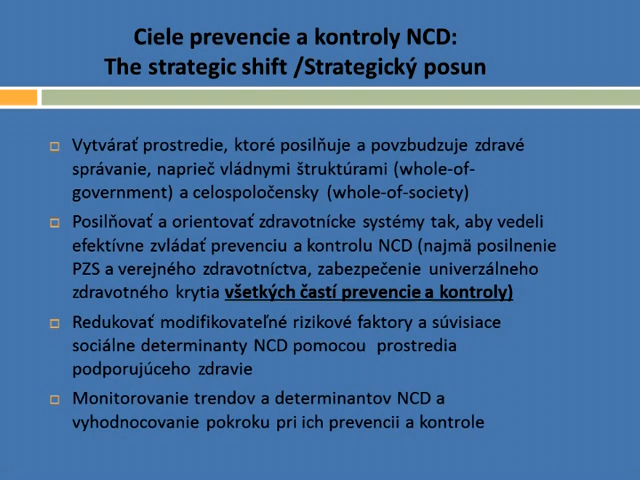 Ciele prevencie a kontroly NCD:
The strategic shift /Strategický posun
Vytvárať prostredie, ktoré posilňuje a povzbudzuje zdravé
správanie, naprieč vládnymi štruktúrami (whole-of-
government) a celospoločensky (whole-of-society)
Posilňovať a orientovať zdravotnícke systémy tak, aby vedeli
efektívne zvládať prevenciu a kontrolu NCD (najmä posilnenie
PZS a verejného zdravotníctva, zabezpečenie univerzálneho
zdravotného krytia všetkých častí prevencie a kontroly)
Redukovať modifikovateľné rizikové faktory a súvisiace
sociálne determinanty NCD pomocou prostredia
podporujúceho zdravie
Monitorovanie trendov a determinantov NCD a
vyhodnocovanie pokroku pri ich prevencii a kontrole